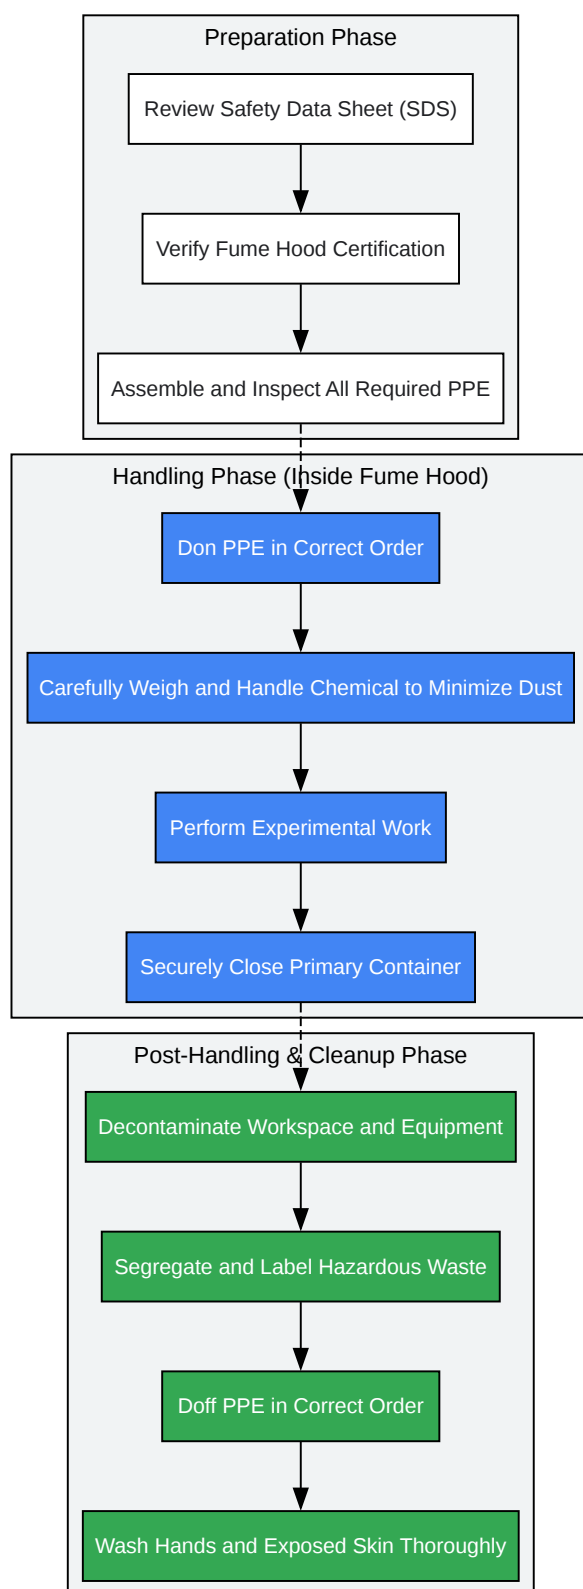 Preparation Phase
Review Safety Data Sheet (SDS)
Verify Fume Hood Certification
Assemble and Inspect All Required PPE
Handling Phase (Inside Fume Hood)
Don PPE in Correct Order
Carefully Weigh and Handle Chemical to Minimize Dust
Perform Experimental Work
Securely Close Primary Container
Post-Handling & Cleanup Phase
Decontaminate Workspace and Equipment
Segregate and Label Hazardous Waste
Doff PPE in Correct Order
Wash Hands and Exposed Skin Thoroughly